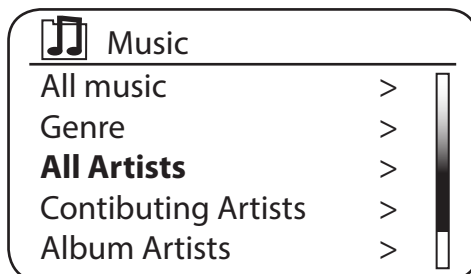 Music
All music >
Genre >
All Artists >
Contibuting Artists >
Album Artists >